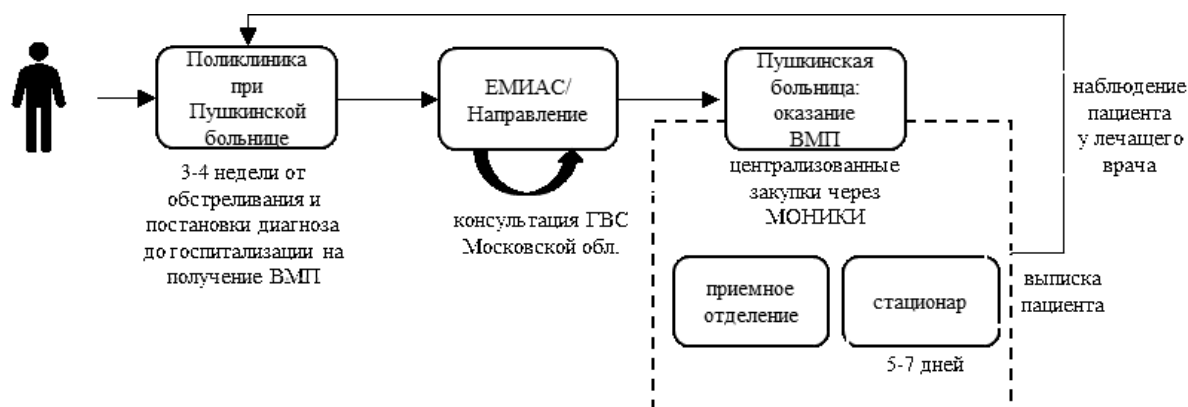 Поликлиника
при
Пушкинской
больнице
3-4 недели от
обстреливания и
постановки диагноза
до госпитализации на
получение ВМП
ЕМИАС/
Направление
консультация ГВС
Московской обл.
Пушкинская
больница:
оказание
ВМП
централизованные
закупки через
МОНИКИ
приемное
отделение
стационар
5-7 дней
наблюдение
пациента
у лечащего
врача
выписка
пациента